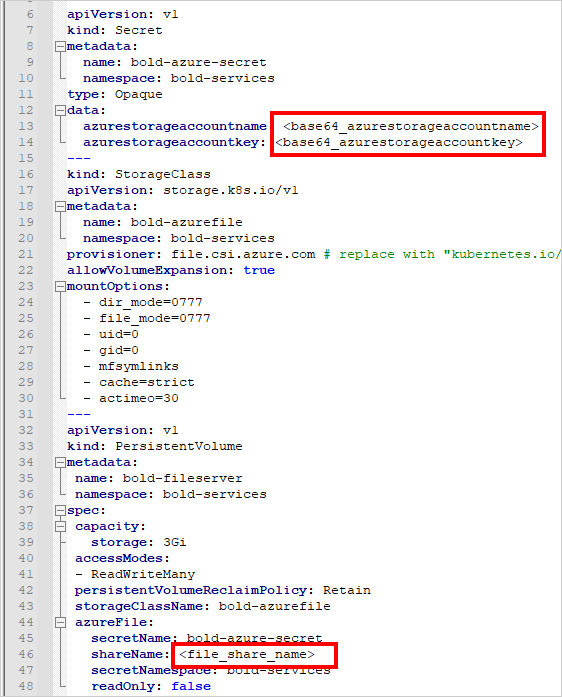 6 apiVersion: v1
7 kind: Secret
8 metadata:
9 name: bold-azure-secret
10 namespace: bold-services
11 type: Opaque
12 data:
13 azurestorageaccountname: <base64_azurestorageaccountname>
14 azurestorageaccountkey: <base64_azurestorageaccountkey>
15 ---
16 kind: StorageClass
17 apiVersion: storage.k8s.io/v1
18 metadata:
19 name: bold-azurefile
20 namespace: bold-services
21 provisioner: file.csi.azure.com # replace with "kubernetes.io/
22 allowVolumeExpansion: true
23 mountOptions:
24 - dir_mode=0777
25 - file_mode=0777
26 - uid=0
27 - gid=0
28 - mfsymlinks
29 - cache=strict
30 - actimeo=30
31 ---
32 apiVersion: v1
33 kind: PersistentVolume
34 metadata:
35 name: bold-fileserver
36 namespace: bold-services
37 spec:
38 capacity:
39 storage: 3Gi
40 accessModes:
41 - ReadWriteMany
42 persistentVolumeReclaimPolicy: Retain
43 storageClassName: bold-azurefile
44 azureFile:
45 secretName: bold-azure-secret
46 shareName: <file_share_name>
47 secretNamespace: bold-services
48 readOnly: false